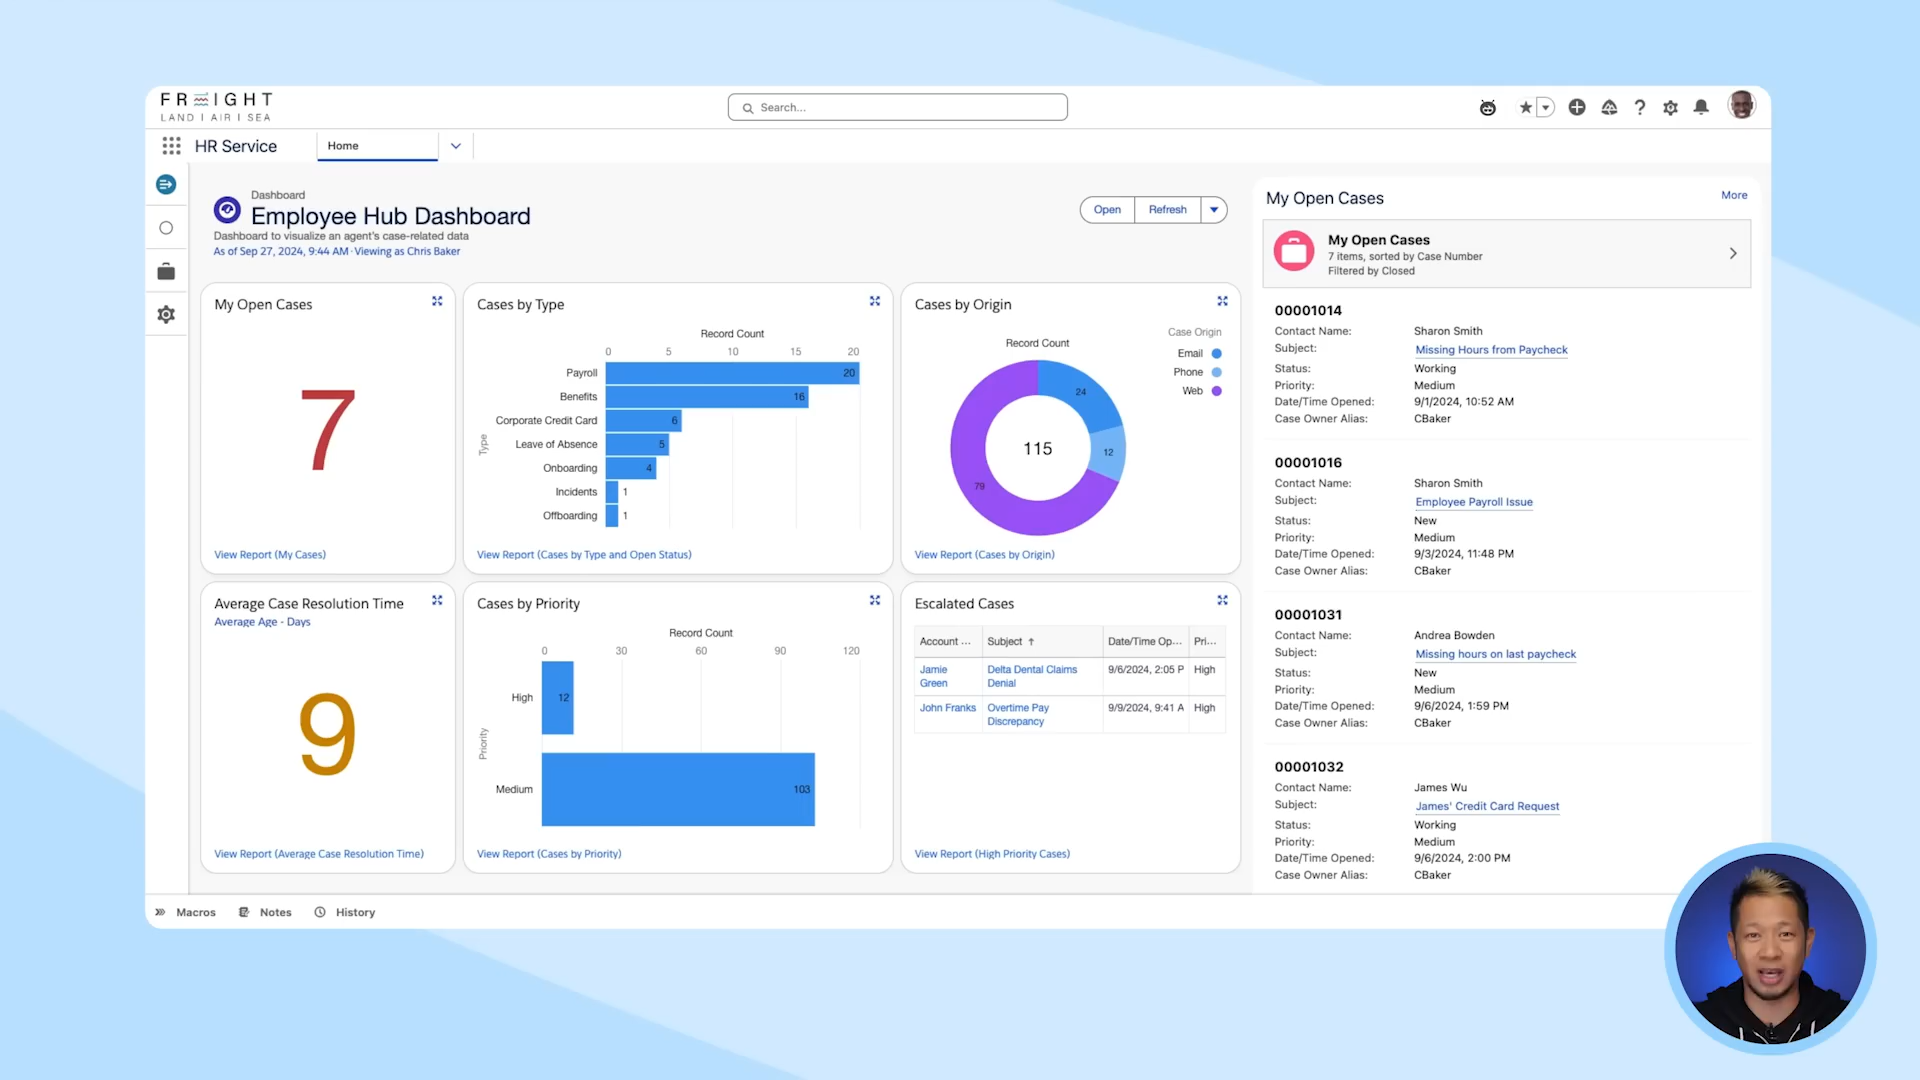 FREIGHT
LAND | AIR | SEA
Search...
HR Service
Home
Dashboard
Employee Hub Dashboard
Dashboard to visualize an agent's case-related data
As of Sep 27, 2024, 9:44 AM·Viewing as Chris Baker
Open
Refresh
My Open Cases
7
View Report (My Cases)
Cases by Type
Record Count
0 5 10 15 20
Type
Payroll 20
Benefits 16
Corporate Credit Card 6
Leave of Absence 5
Onboarding 4
Incidents 1
Offboarding 1
View Report (Cases by Type and Open Status)
Cases by Origin
Record Count
Case Origin
Email
Phone
Web
24
12
79
115
View Report (Cases by Origin)
Average Case Resolution Time
Average Age - Days
9
View Report (Average Case Resolution Time)
Cases by Priority
Record Count
0 30 60 90 120
Priority
High 12
Medium 103
View Report (Cases by Priority)
Escalated Cases
Account ... Subject ↑ Date/Time Op... Pri...
Jamie Green
Delta Dental Claims Denial
9/6/2024, 2:05 P
High
John Franks
Overtime Pay Discrepancy
9/9/2024, 9:41 A
High
View Report (High Priority Cases)
My Open Cases
More
My Open Cases
7 items, sorted by Case Number
Filtered by Closed
00001014
Contact Name: Sharon Smith
Subject: Missing Hours from Paycheck
Status: Working
Priority: Medium
Date/Time Opened: 9/1/2024, 10:52 AM
Case Owner Alias: CBaker
00001016
Contact Name: Sharon Smith
Subject: Employee Payroll Issue
Status: New
Priority: Medium
Date/Time Opened: 9/3/2024, 11:48 PM
Case Owner Alias: CBaker
00001031
Contact Name: Andrea Bowden
Subject: Missing hours on last paycheck
Status: New
Priority: Medium
Date/Time Opened: 9/6/2024, 1:59 PM
Case Owner Alias: CBaker
00001032
Contact Name: James Wu
Subject: James' Credit Card Request
Status: Working
Priority: Medium
Date/Time Opened: 9/6/2024, 2:00 PM
Case Owner Alias: CBaker
Macros
Notes
History